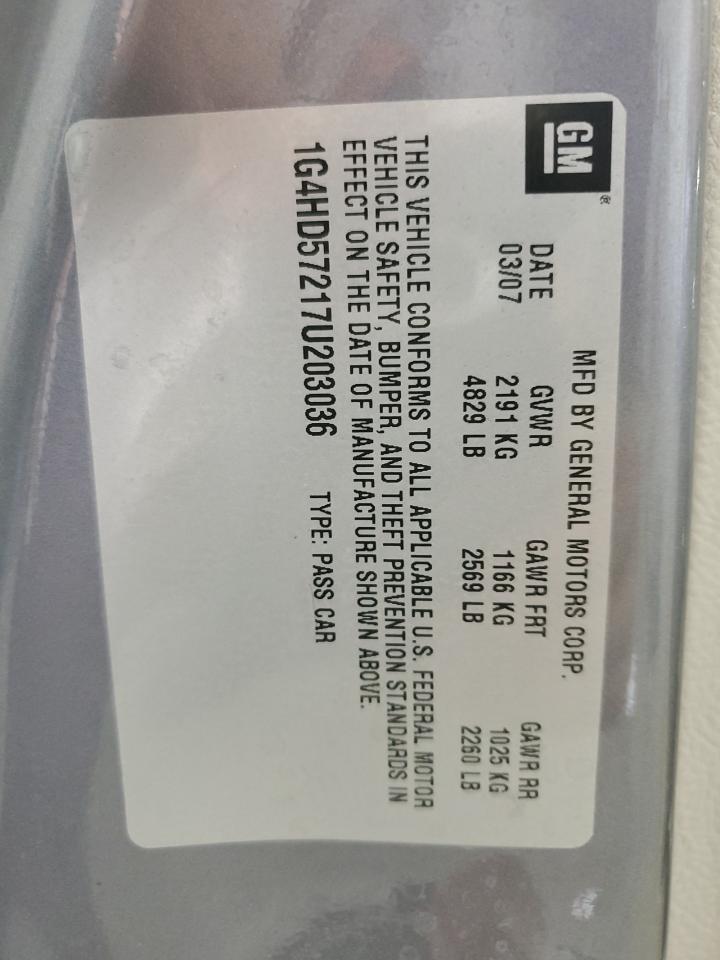 GM®
MFD BY GENERAL MOTORS CORP.
DATE GVWR GAWR FRT GAWR RR
03/07 2191 KG 1166 KG 1025 KG
4829 LB 2569 LB 2260 LB
THIS VEHICLE CONFORMS TO ALL APPLICABLE U.S. FEDERAL MOTOR
VEHICLE SAFETY, BUMPER, AND THEFT PREVENTION STANDARDS IN
EFFECT ON THE DATE OF MANUFACTURE SHOWN ABOVE.
1G4HD57217U203036 TYPE: PASS CAR